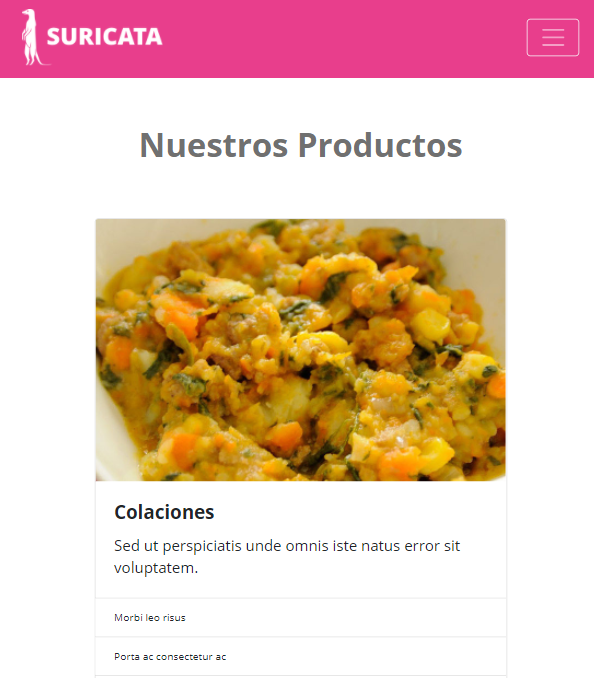 SURICATA
Nuestros Productos
Colaciones
Sed ut perspiciatis unde omnis iste natus error sit
voluptatem.
Morbi leo risus
Porta ac consectetur ac